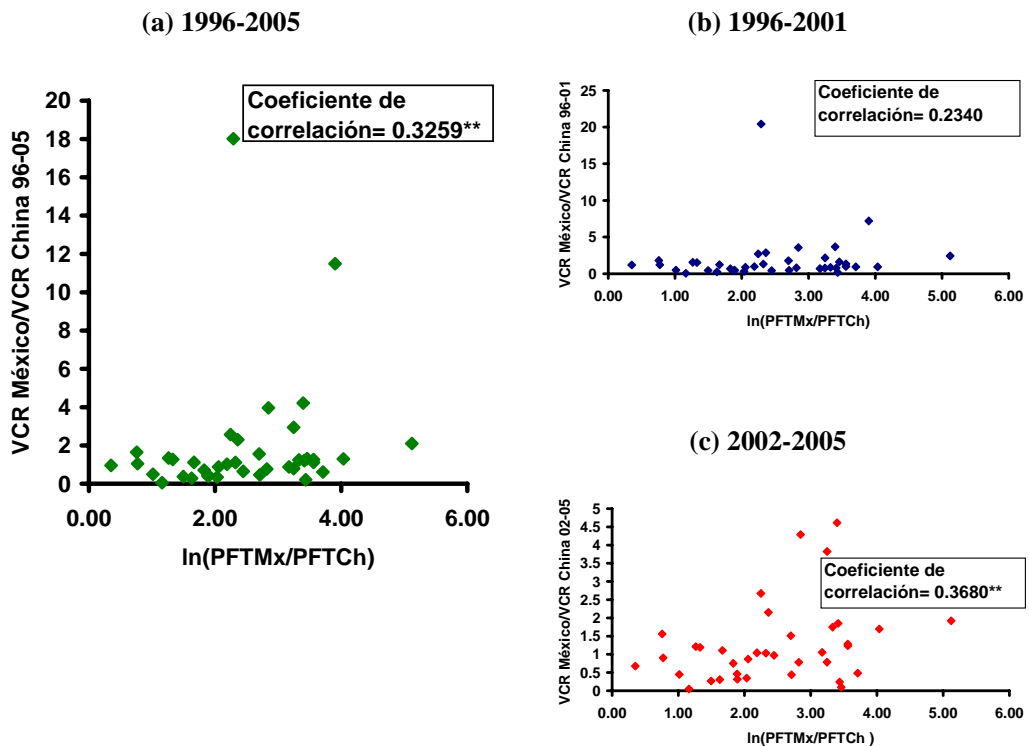 (a) 1996-2005
Coeficiente de
correlación= 0.3259**
VCR México/VCR China 96-05
20
18
16
14
12
10
8
6
4
2
0
0.00 2.00 4.00 6.00
ln(PFTMx/PFTCh)
(b) 1996-2001
Coeficiente de
correlación= 0.2340
VCR México/VCR China 96-01
25
20
15
10
5
0
0.00 1.00 2.00 3.00 4.00 5.00 6.00
ln(PFTMx/PFTCh)
(c) 2002-2005
Coeficiente de
correlación= 0.3680**
VCR México/VCR China 02-05
5
4.5
4
3.5
3
2.5
2
1.5
1
0.5
0
0.00 1.00 2.00 3.00 4.00 5.00 6.00
ln(PFTMx/PFTCh )